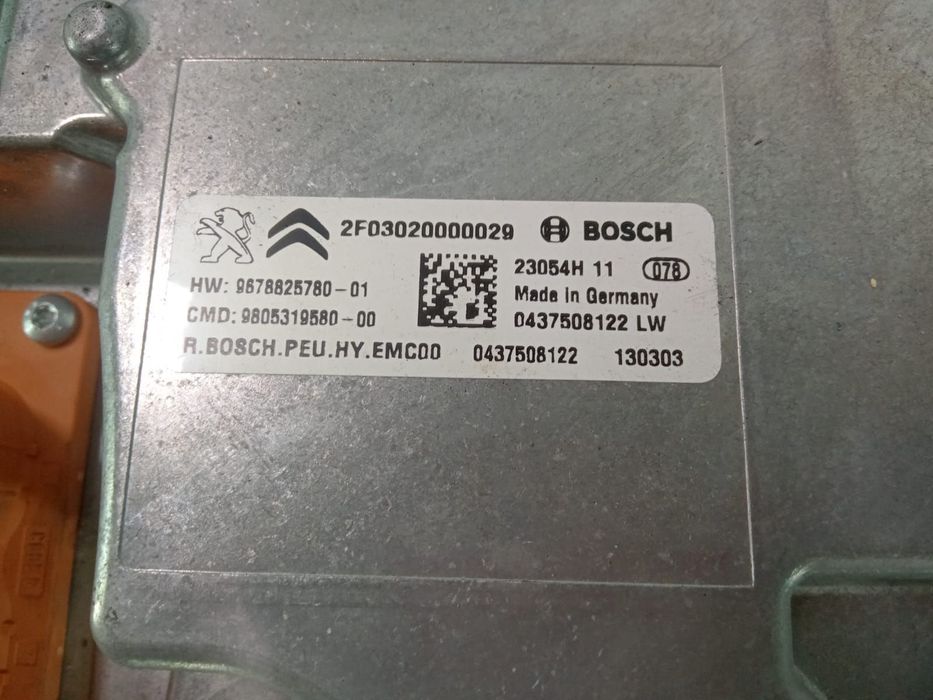 2F03020000029 BOSCH
23054H 11 078
HW: 9678825780-01 Made in Germany
CMD: 9805319580-00 0437508122 LW
R.BOSCH.PEU.HY.EMC00 0437508122 130303